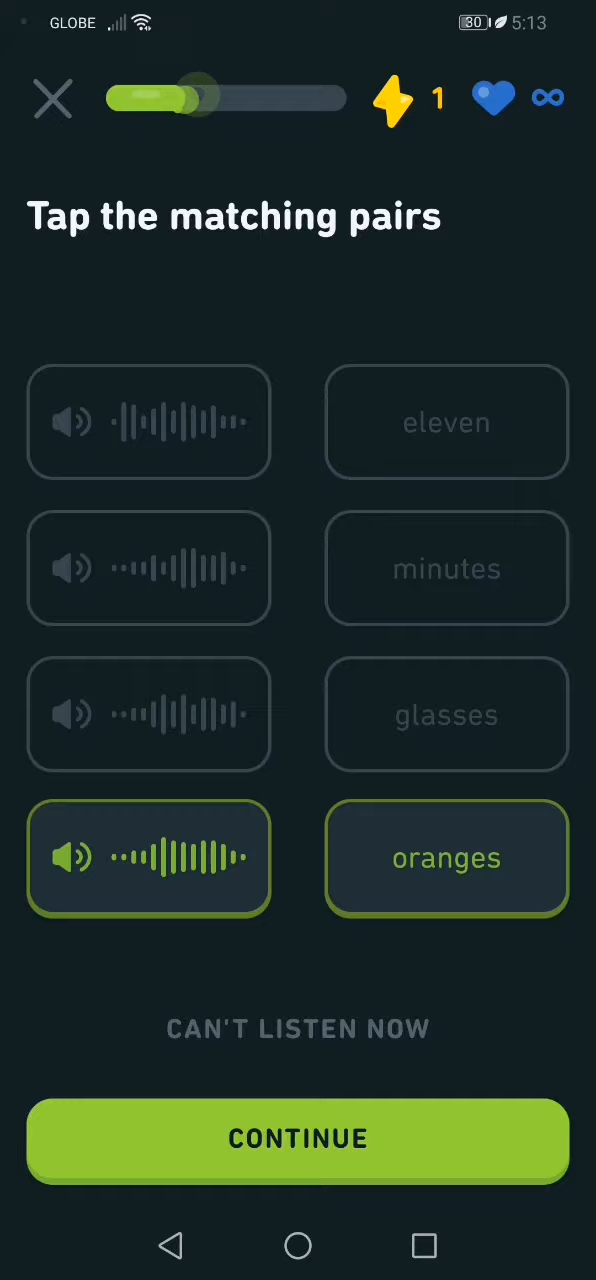 GLOBE 30 5:13
1 ∞
Tap the matching pairs
eleven
minutes
glasses
oranges
CAN'T LISTEN NOW
CONTINUE